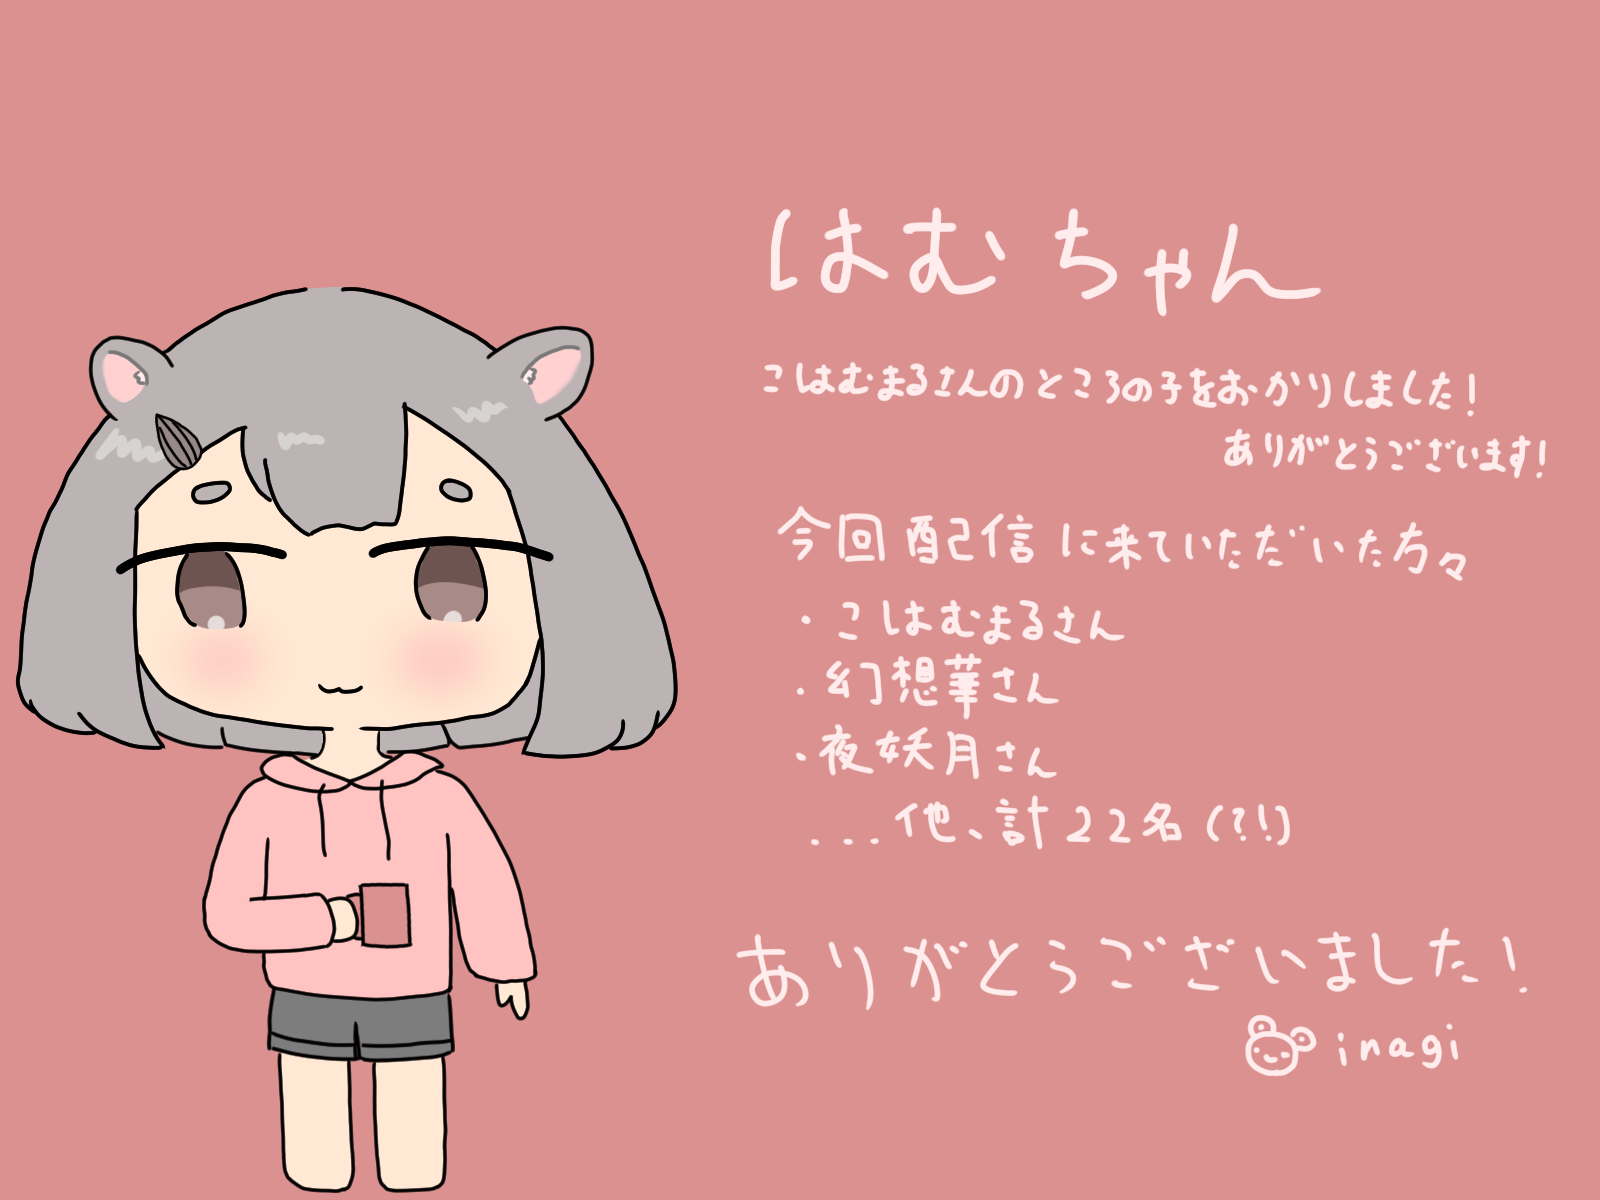 はむちゃん
こはむまるさんのところの子をおかりしました!
ありがとうございます!
今回配信に来ていただいた方々
・こはむまるさん
・幻想華さん
・夜妖月さん
...他、計22名(?!)
ありがとうございました!
inagi